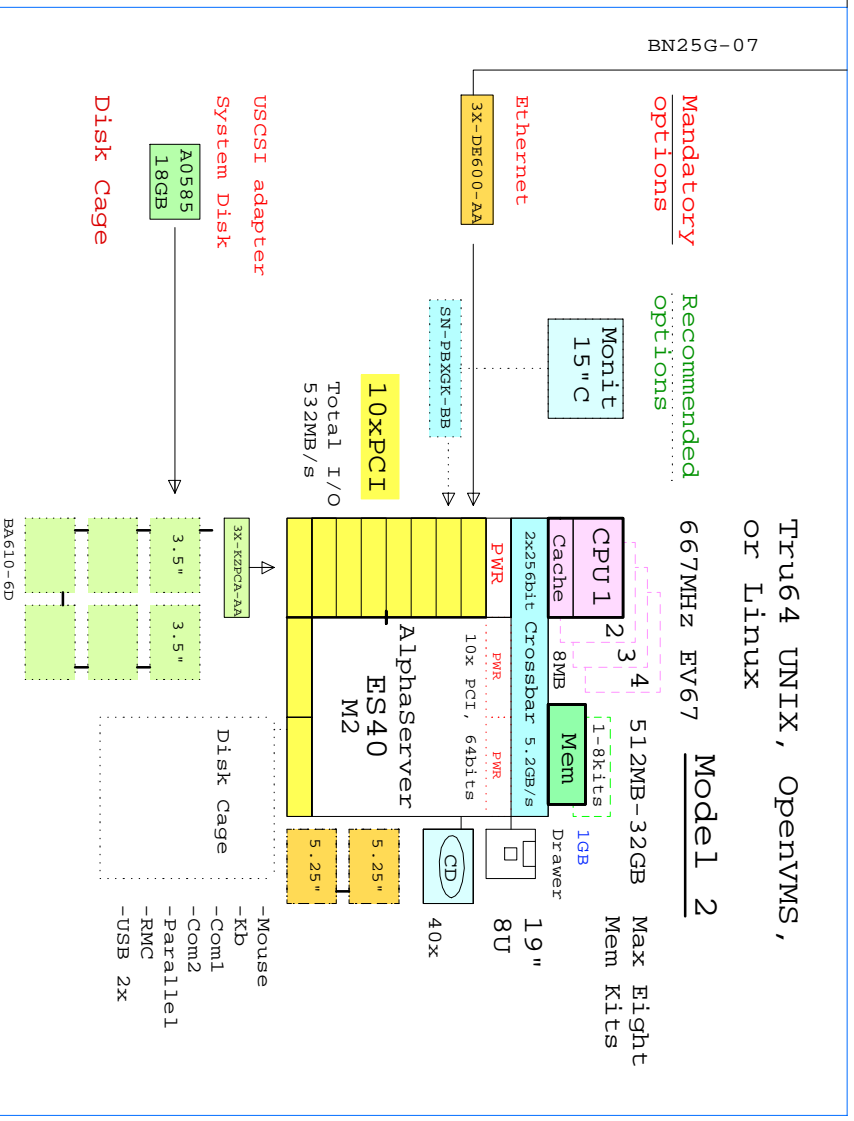 BN25G-07
Tru64 UNIX, OpenVMS,
or Linux
Mandatory
options
Recommended
options
667MHz EV67
Model 2
512MB-32GB
Max Eight
Mem Kits
Monit
15"C
CPU 1
2
3
4
Cache
8MB
1-8kits
Mem
1GB
Drawer
19"
8U
Ethernet
3X-DE600-AA
SN-PBXGK-BB
2x256bit Crossbar 5.2GB/s
PWR
PWR
PWR
10x PCI, 64bits
CD
40x
10xPCI
Total I/O
532MB/s
AlphaServer
ES40
M2
5.25"
5.25"
USCSI adapter
System Disk
A0585
18GB
Disk Cage
3X-KZPCA-AA
3.5"
3.5"
BA610-6D
Disk Cage
-Mouse
-Kb
-Com1
-Com2
-Parallel
-RMC
-USB 2x